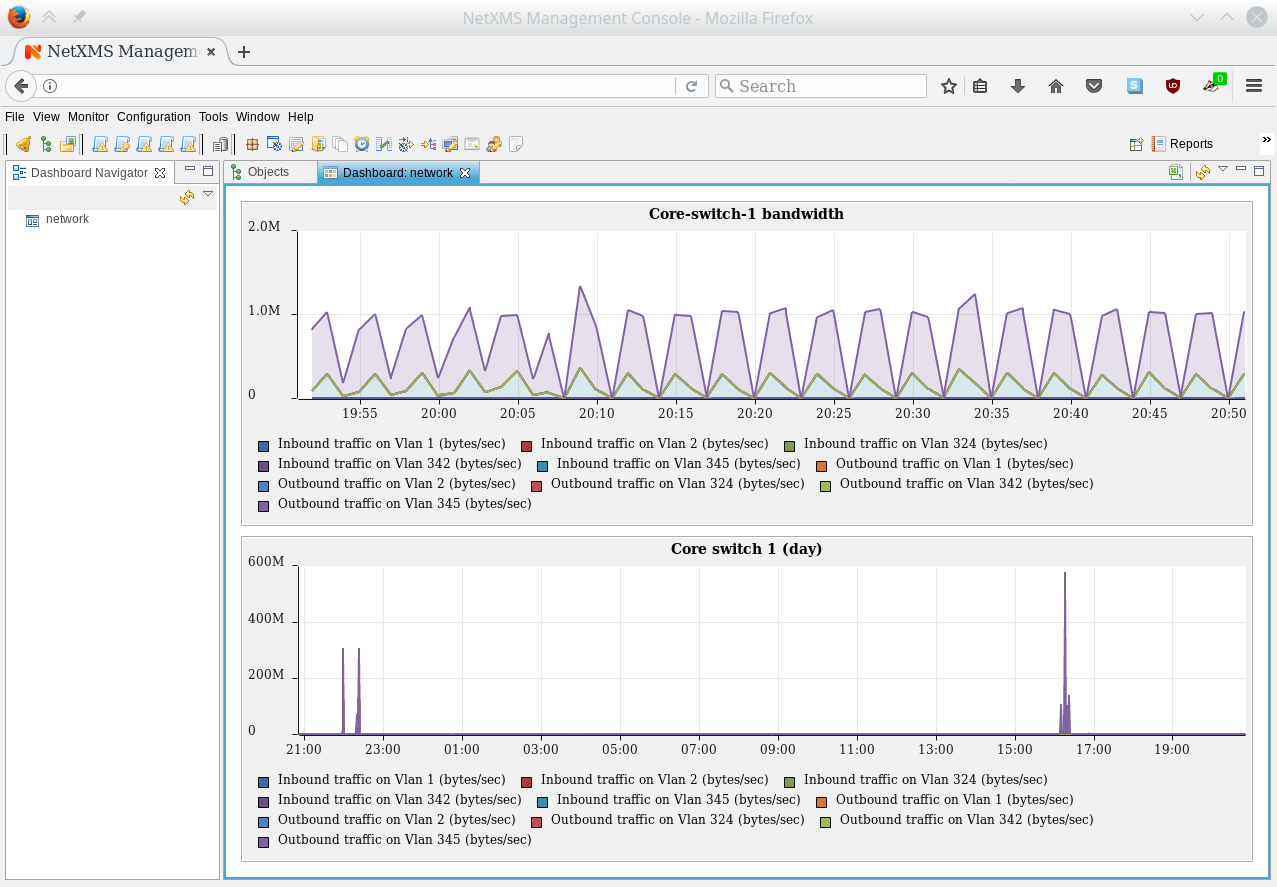 NetXMS Management Console - Mozilla Firefox
NetXMS Managem
Search
0
File View Monitor Configuration Tools Window Help
Reports
Dashboard Navigator
Objects
Dashboard: network
network
Core-switch-1 bandwidth
2.0M
1.0M
0
19:55 20:00 20:05 20:10 20:15 20:20 20:25 20:30 20:35 20:40 20:45 20:50
Inbound traffic on Vlan 1 (bytes/sec) Inbound traffic on Vlan 2 (bytes/sec) Inbound traffic on Vlan 324 (bytes/sec)
Inbound traffic on Vlan 342 (bytes/sec) Inbound traffic on Vlan 345 (bytes/sec) Outbound traffic on Vlan 1 (bytes/sec)
Outbound traffic on Vlan 2 (bytes/sec) Outbound traffic on Vlan 324 (bytes/sec) Outbound traffic on Vlan 342 (bytes/sec)
Outbound traffic on Vlan 345 (bytes/sec)
Core switch 1 (day)
600M
400M
200M
0
21:00 23:00 01:00 03:00 05:00 07:00 09:00 11:00 13:00 15:00 17:00 19:00
Inbound traffic on Vlan 1 (bytes/sec) Inbound traffic on Vlan 2 (bytes/sec) Inbound traffic on Vlan 324 (bytes/sec)
Inbound traffic on Vlan 342 (bytes/sec) Inbound traffic on Vlan 345 (bytes/sec) Outbound traffic on Vlan 1 (bytes/sec)
Outbound traffic on Vlan 2 (bytes/sec) Outbound traffic on Vlan 324 (bytes/sec) Outbound traffic on Vlan 342 (bytes/sec)
Outbound traffic on Vlan 345 (bytes/sec)